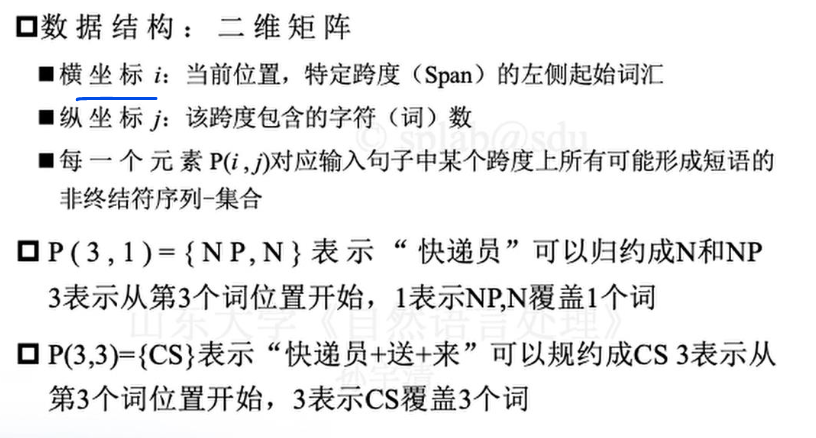 数据结构：二维矩阵
横坐标 i：当前位置，特定跨度（Span）的左侧起始词汇
纵坐标 j：该跨度包含的字符（词）数
© splab@sdu
每一个元素 P(i ,j)对应输入句子中某个跨度上所有可能形成短语的
非终结符序列-集合
P(3,1)={NP,N}表示“快递员”可以归约成N和NP
3表示从第3个词位置开始，1表示NP,N覆盖1个词
山东大学《自然语言处理》
P(3,3)={CS}表示“快递员+送+来”可以规约成CS 3表示从
第3个词位置开始，3表示CS覆盖3个词